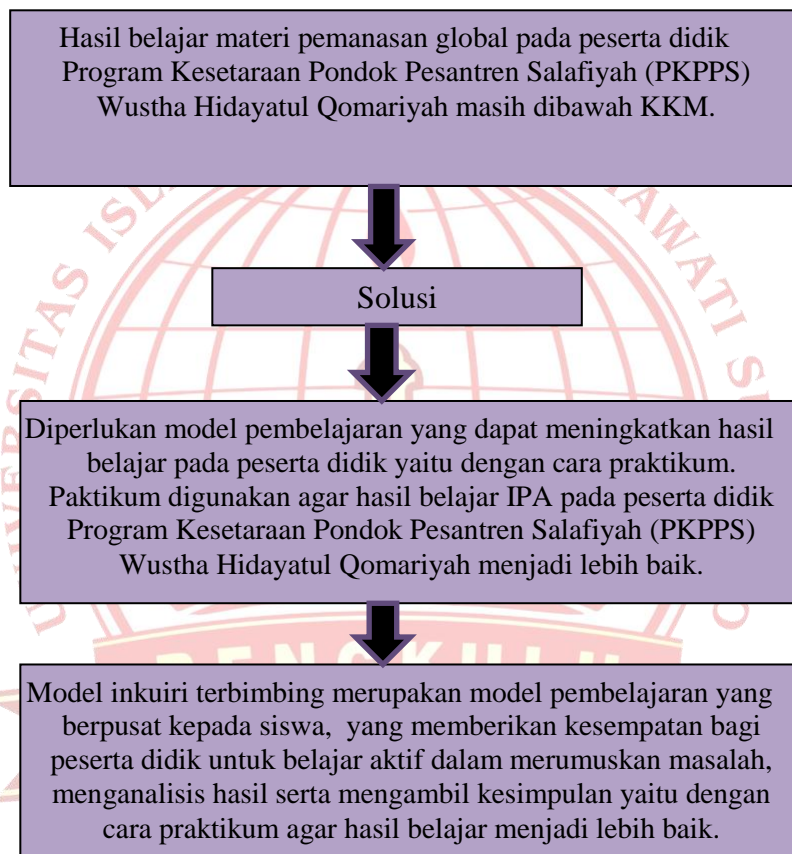 Hasil belajar materi pemanasan global pada peserta didik
Program Kesetaraan Pondok Pesantren Salafiyah (PKPPS)
Wustha Hidayatul Qomariyah masih dibawah KKM.
Solusi
Diperlukan model pembelajaran yang dapat meningkatkan hasil
belajar pada peserta didik yaitu dengan cara praktikum.
Paktikum digunakan agar hasil belajar IPA pada peserta didik
Program Kesetaraan Pondok Pesantren Salafiyah (PKPPS)
Wustha Hidayatul Qomariyah menjadi lebih baik.
Model inkuiri terbimbing merupakan model pembelajaran yang
berpusat kepada siswa, yang memberikan kesempatan bagi
peserta didik untuk belajar aktif dalam merumuskan masalah,
menganalisis hasil serta mengambil kesimpulan yaitu dengan
cara praktikum agar hasil belajar menjadi lebih baik.